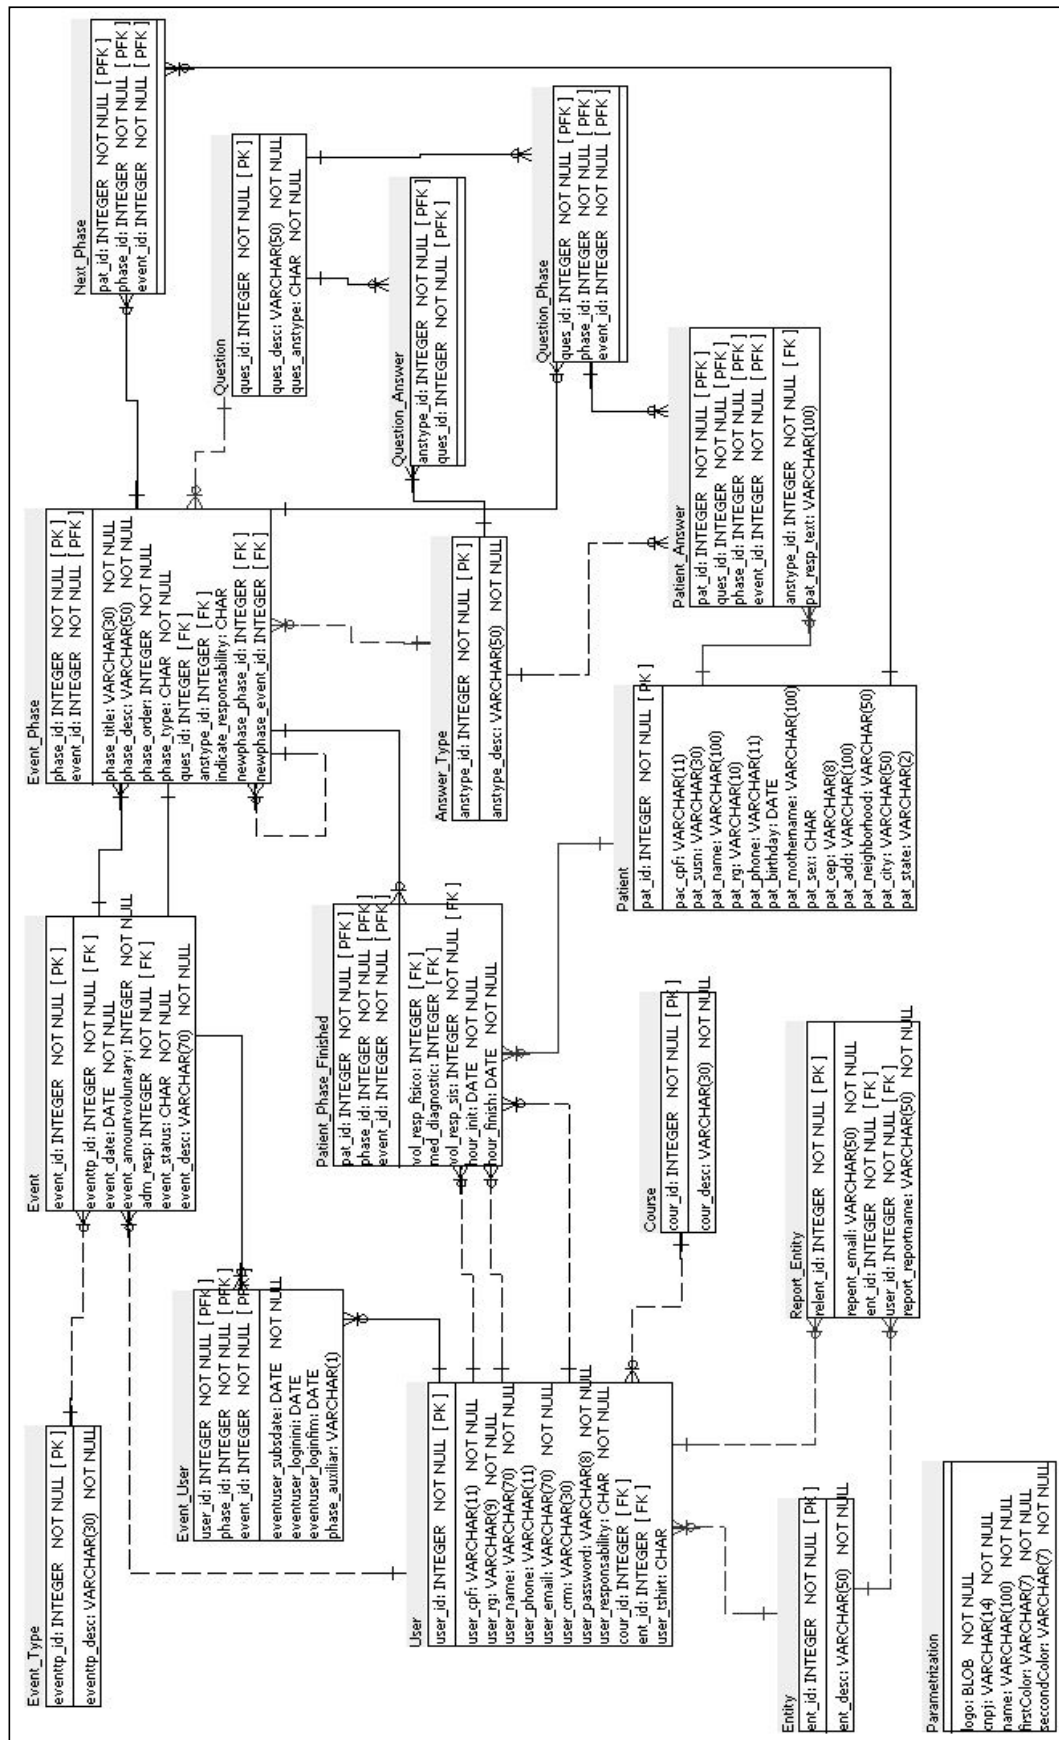 Event_Type
eventtp_id: INTEGER NOT NULL [ PK ]
eventtp_desc: VARCHAR(30) NOT NULL
Event
event_id: INTEGER NOT NULL [ PK ]
eventtp_id: INTEGER NOT NULL [ FK ]
event_date: DATE NOT NULL
event_amountvoluntary: INTEGER NOT NULL
adm_resp: INTEGER NOT NULL [ FK ]
event_status: CHAR NOT NULL
event_desc: VARCHAR(70) NOT NULL
Event_Phase
phase_id: INTEGER NOT NULL [ PK ]
event_id: INTEGER NOT NULL [ PFK ]
phase_title: VARCHAR(30) NOT NULL
phase_desc: VARCHAR(50) NOT NULL
phase_order: INTEGER NOT NULL
phase_type: CHAR NOT NULL
ques_id: INTEGER [ FK ]
anstype_id: INTEGER [ FK ]
indicate_responsability: CHAR
newphase_phase_id: INTEGER [ FK ]
newphase_event_id: INTEGER [ FK ]
Next_Phase
pat_id: INTEGER NOT NULL [ PFK ]
phase_id: INTEGER NOT NULL [ PFK ]
event_id: INTEGER NOT NULL [ PFK ]
Event_User
user_id: INTEGER NOT NULL [ PFK ]
phase_id: INTEGER NOT NULL [ PFK ]
event_id: INTEGER NOT NULL [ PFK ]
eventuser_subsdate: DATE NOT NULL
eventuser_loginini: DATE
eventuser_loginfim: DATE
phase_auxiliar: VARCHAR(1)
Question
ques_id: INTEGER NOT NULL [ PK ]
ques_desc: VARCHAR(50) NOT NULL
ques_anstype: CHAR NOT NULL
Patient_Phase_Finished
pat_id: INTEGER NOT NULL [ PFK ]
phase_id: INTEGER NOT NULL [ PFK ]
event_id: INTEGER NOT NULL [ PFK ]
vol_resp_fisico: INTEGER [ FK ]
med_diagnostic: INTEGER [ FK ]
vol_resp_sis: INTEGER NOT NULL [ FK ]
hour_init: DATE NOT NULL
hour_finish: DATE NOT NULL
Question_Answer
anstype_id: INTEGER NOT NULL [ PFK ]
ques_id: INTEGER NOT NULL [ PFK ]
User
user_id: INTEGER NOT NULL [ PK ]
user_cpf: VARCHAR(11) NOT NULL
user_rg: VARCHAR(9) NOT NULL
user_name: VARCHAR(70) NOT NULL
user_phone: VARCHAR(11)
user_email: VARCHAR(70) NOT NULL
user_crm: VARCHAR(30)
user_password: VARCHAR(8) NOT NULL
user_responsability: CHAR NOT NULL
cour_id: INTEGER [ FK ]
ent_id: INTEGER [ FK ]
user_tshirt: CHAR
Answer_Type
anstype_id: INTEGER NOT NULL [ PK ]
anstype_desc: VARCHAR(50) NOT NULL
Question_Phase
ques_id: INTEGER NOT NULL [ PFK ]
phase_id: INTEGER NOT NULL [ PFK ]
event_id: INTEGER NOT NULL [ PFK ]
Course
cour_id: INTEGER NOT NULL [ PK ]
cour_desc: VARCHAR(30) NOT NULL
Patient
pat_id: INTEGER NOT NULL [ PK ]
pac_cpf: VARCHAR(11)
pat_susn: VARCHAR(30)
pat_name: VARCHAR(100)
pat_rg: VARCHAR(10)
pat_phone: VARCHAR(11)
pat_birthday: DATE
pat_mothername: VARCHAR(100)
pat_sex: CHAR
pat_cep: VARCHAR(8)
pat_add: VARCHAR(100)
pat_neighborhood: VARCHAR(50)
pat_city: VARCHAR(50)
pat_state: VARCHAR(2)
Patient_Answer
pat_id: INTEGER NOT NULL [ PFK ]
ques_id: INTEGER NOT NULL [ PFK ]
phase_id: INTEGER NOT NULL [ PFK ]
event_id: INTEGER NOT NULL [ PFK ]
anstype_id: INTEGER NOT NULL [ FK ]
pat_resp_text: VARCHAR(100)
Entity
ent_id: INTEGER NOT NULL [ PK ]
ent_desc: VARCHAR(50) NOT NULL
Report_Entity
relent_id: INTEGER NOT NULL [ PK ]
repent_email: VARCHAR(50) NOT NULL
ent_id: INTEGER NOT NULL [ FK ]
user_id: INTEGER NOT NULL [ FK ]
report_reportname: VARCHAR(50) NOT NULL
Parametrization
logo: BLOB NOT NULL
cnpj: VARCHAR(14) NOT NULL
name: VARCHAR(100) NOT NULL
firstColor: VARCHAR(7) NOT NULL
seccondColor: VARCHAR(7) NOT NULL